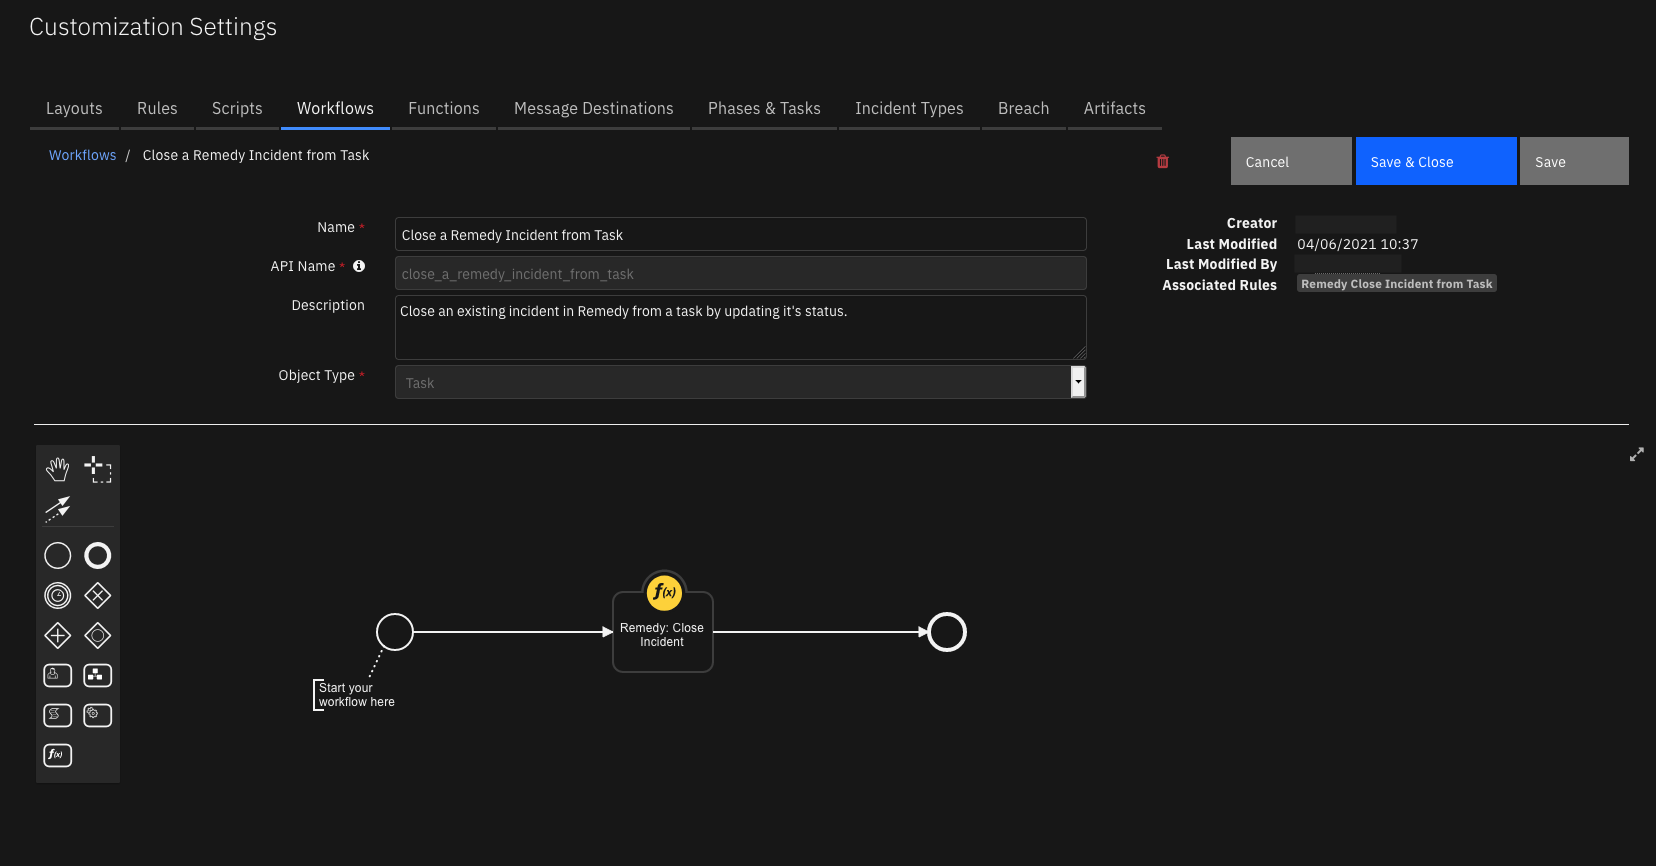 Customization Settings
Layouts Rules Scripts Workflows Functions Message Destinations Phases & Tasks Incident Types Breach Artifacts
Workflows / Close a Remedy Incident from Task
Cancel Save & Close Save
Name * Close a Remedy Incident from Task
API Name * close_a_remedy_incident_from_task
Description Close an existing incident in Remedy from a task by updating it's status.
Object Type * Task
Creator
Last Modified 04/06/2021 10:37
Last Modified By
Associated Rules Remedy Close Incident from Task
f(x)
Remedy: Close
Incident
Start your
workflow here
f(x)